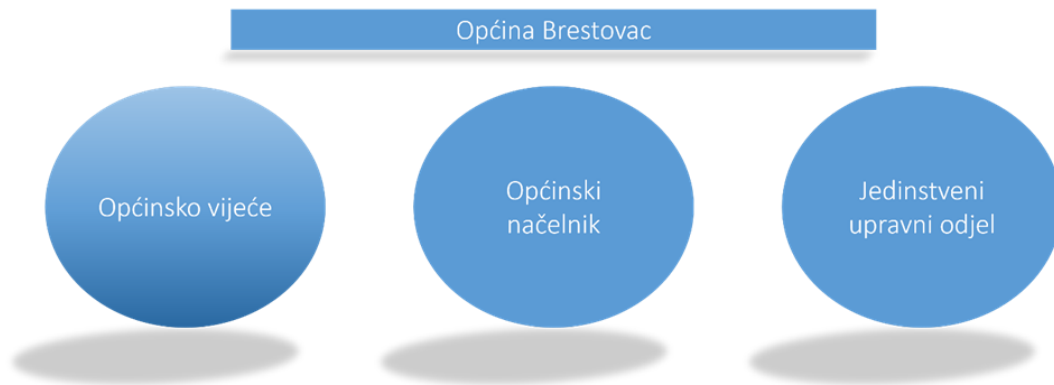 Općina Brestovac
Općinsko vijeće
Općinski
načelnik
Jedinstveni
upravni odjel